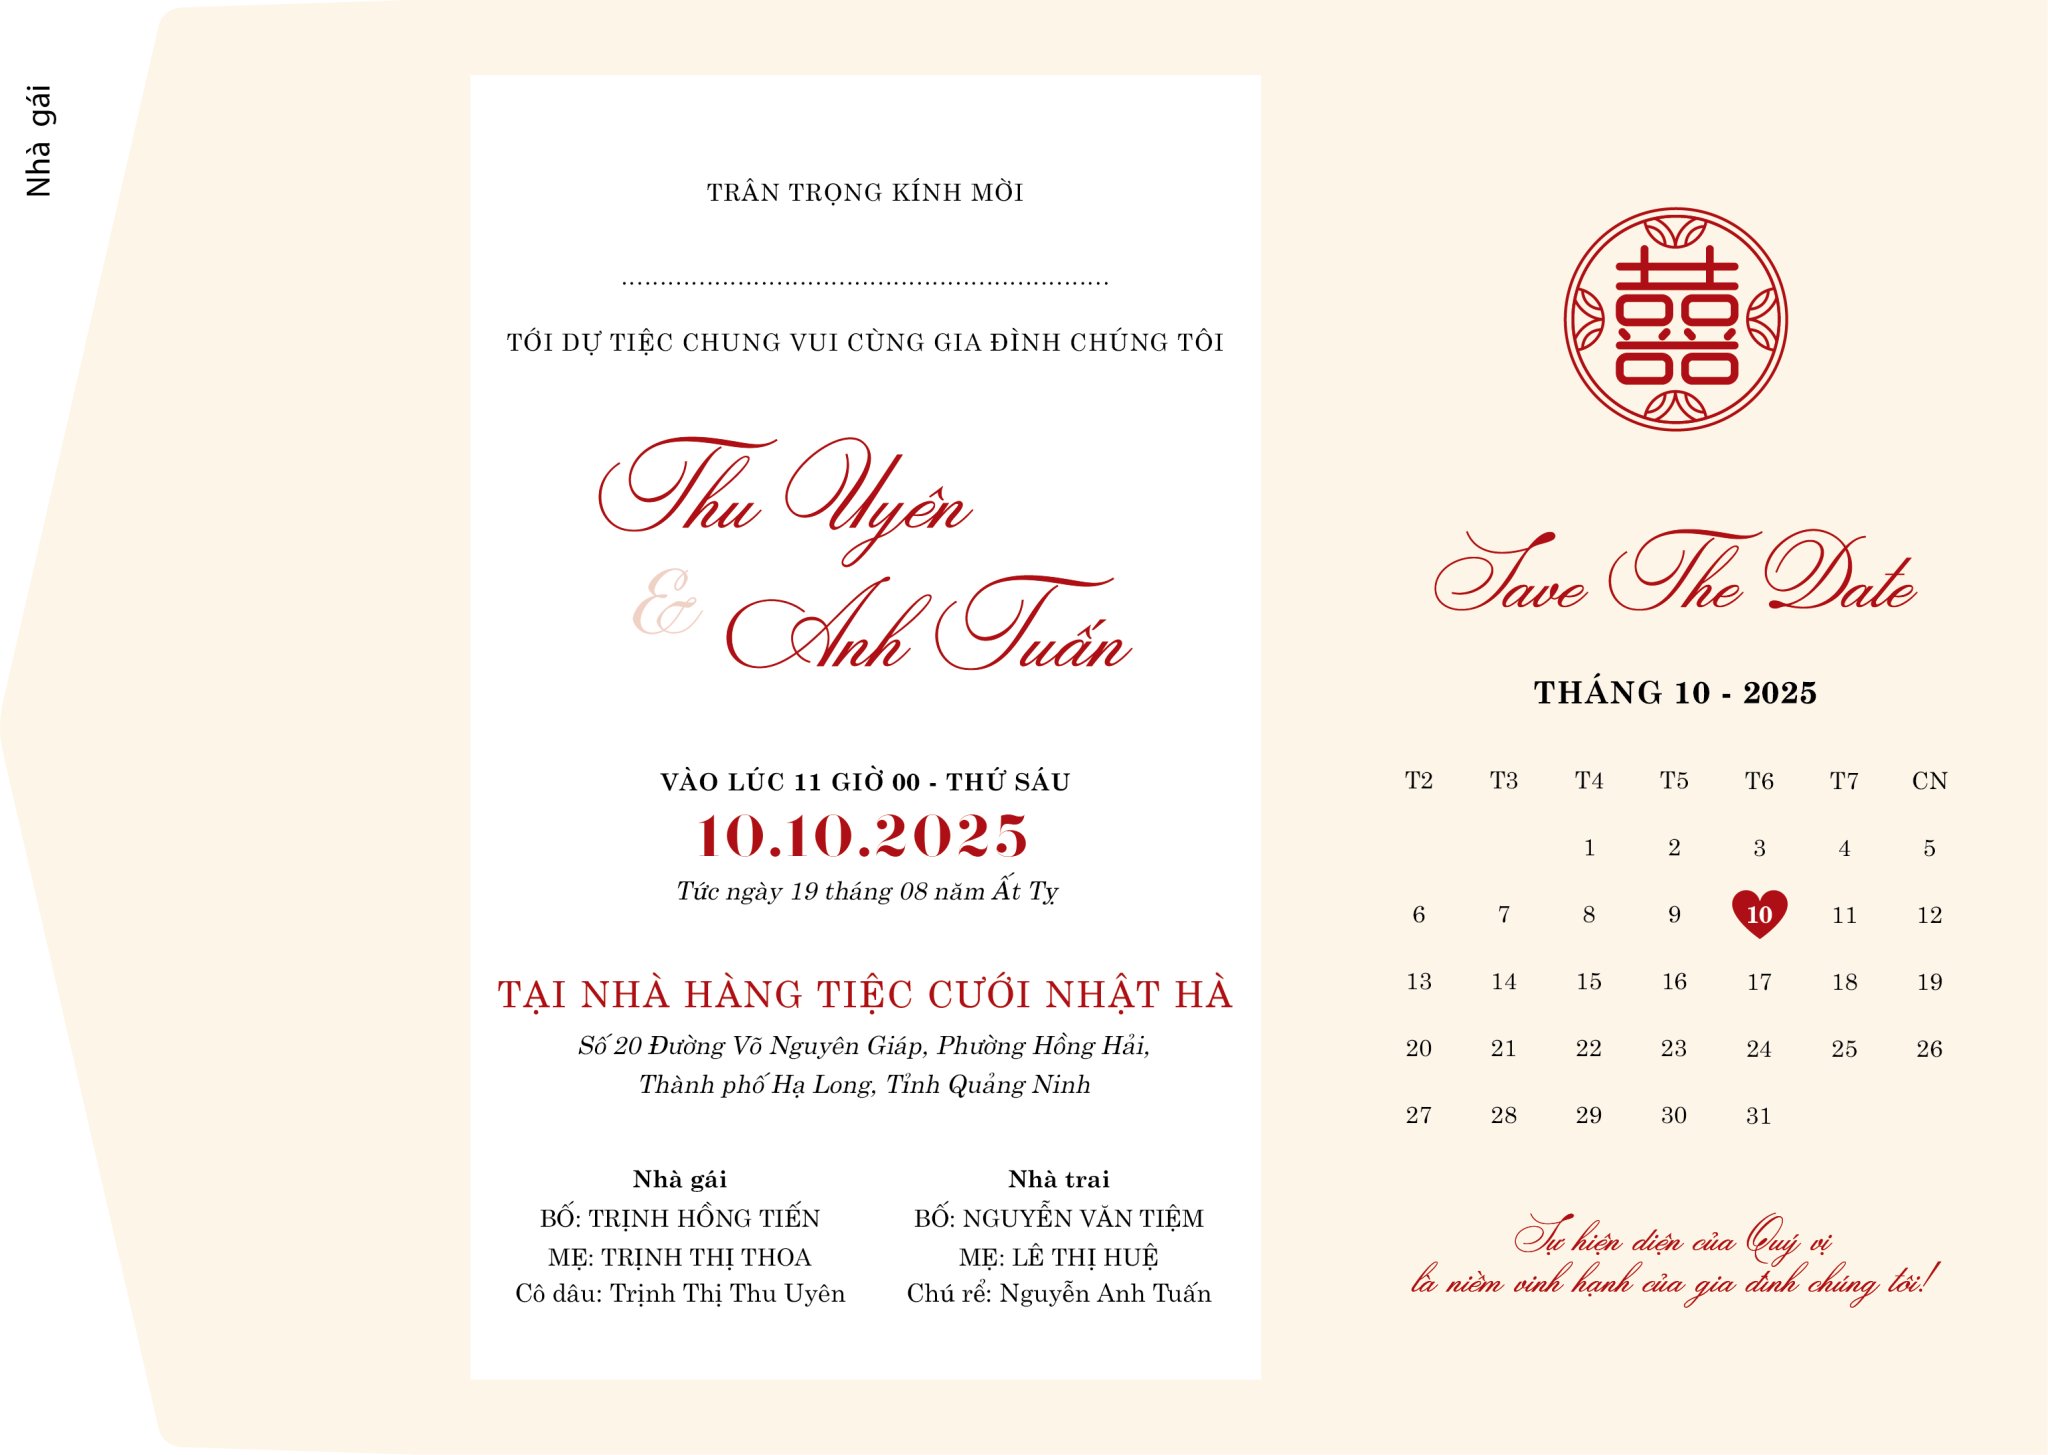 Nhà gái
TRÂN TRỌNG KÍNH MỜI
..............................................................
TỚI DỰ TIỆC CHUNG VUI CÙNG GIA ĐÌNH CHÚNG TÔI
Thu Uyên
&
Anh Tuấn
VÀO LÚC 11 GIỜ 00 - THỨ SÁU
10.10.2025
Tức ngày 19 tháng 08 năm Ất Tỵ
TẠI NHÀ HÀNG TIỆC CƯỚI NHẬT HÀ
Số 20 Đường Võ Nguyên Giáp, Phường Hồng Hải,
Thành phố Hạ Long, Tỉnh Quảng Ninh
Nhà gái
BỐ: TRỊNH HỒNG TIẾN
MẸ: TRỊNH THỊ THOA
Cô dâu: Trịnh Thị Thu Uyên
Nhà trai
BỐ: NGUYỄN VĂN TIỆM
MẸ: LÊ THỊ HUỆ
Chú rể: Nguyễn Anh Tuấn
囍
Save The Date
THÁNG 10 - 2025
T2 T3 T4 T5 T6 T7 CN
1 2 3 4 5
6 7 8 9 10 11 12
13 14 15 16 17 18 19
20 21 22 23 24 25 26
27 28 29 30 31
Sự hiện diện của Quý vị
là niềm vinh hạnh của gia đình chúng tôi!